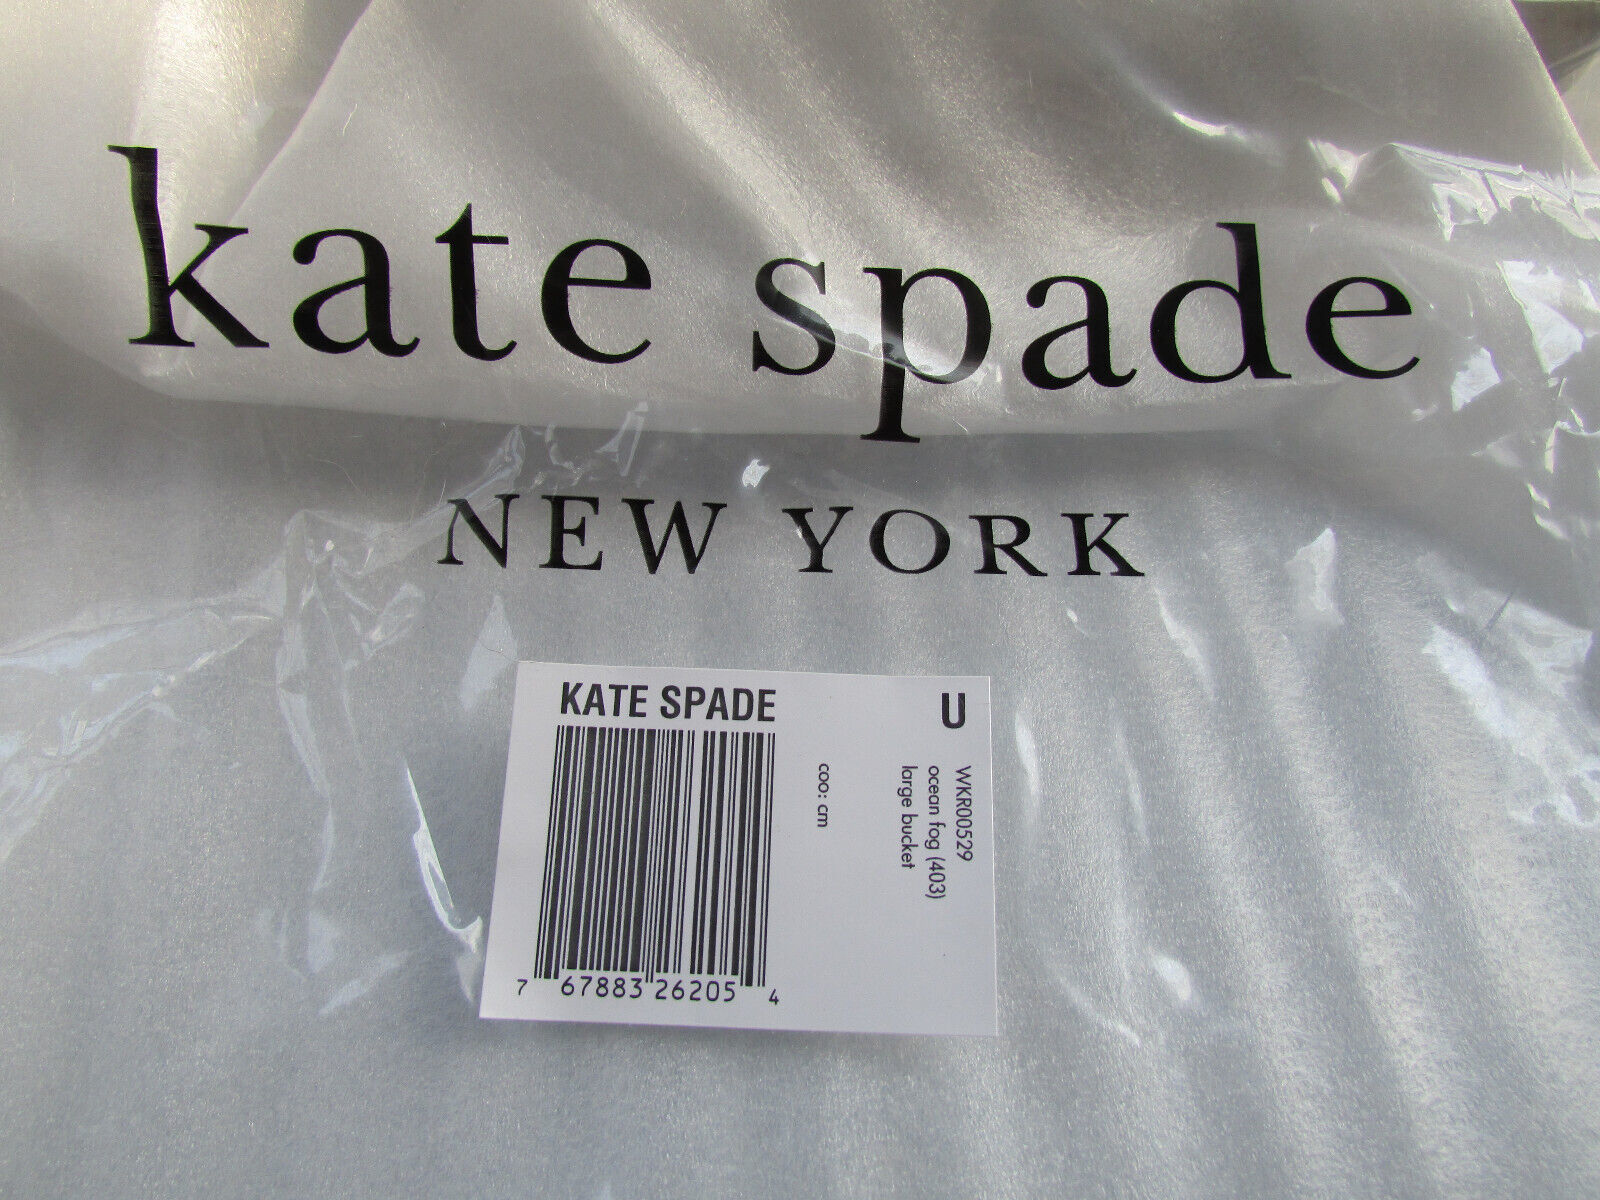 kate spade
NEW YORK
KATE SPADE
U
7 67883 26205 4
coo: cm
WKR00529
ocean fog (403)
large bucket